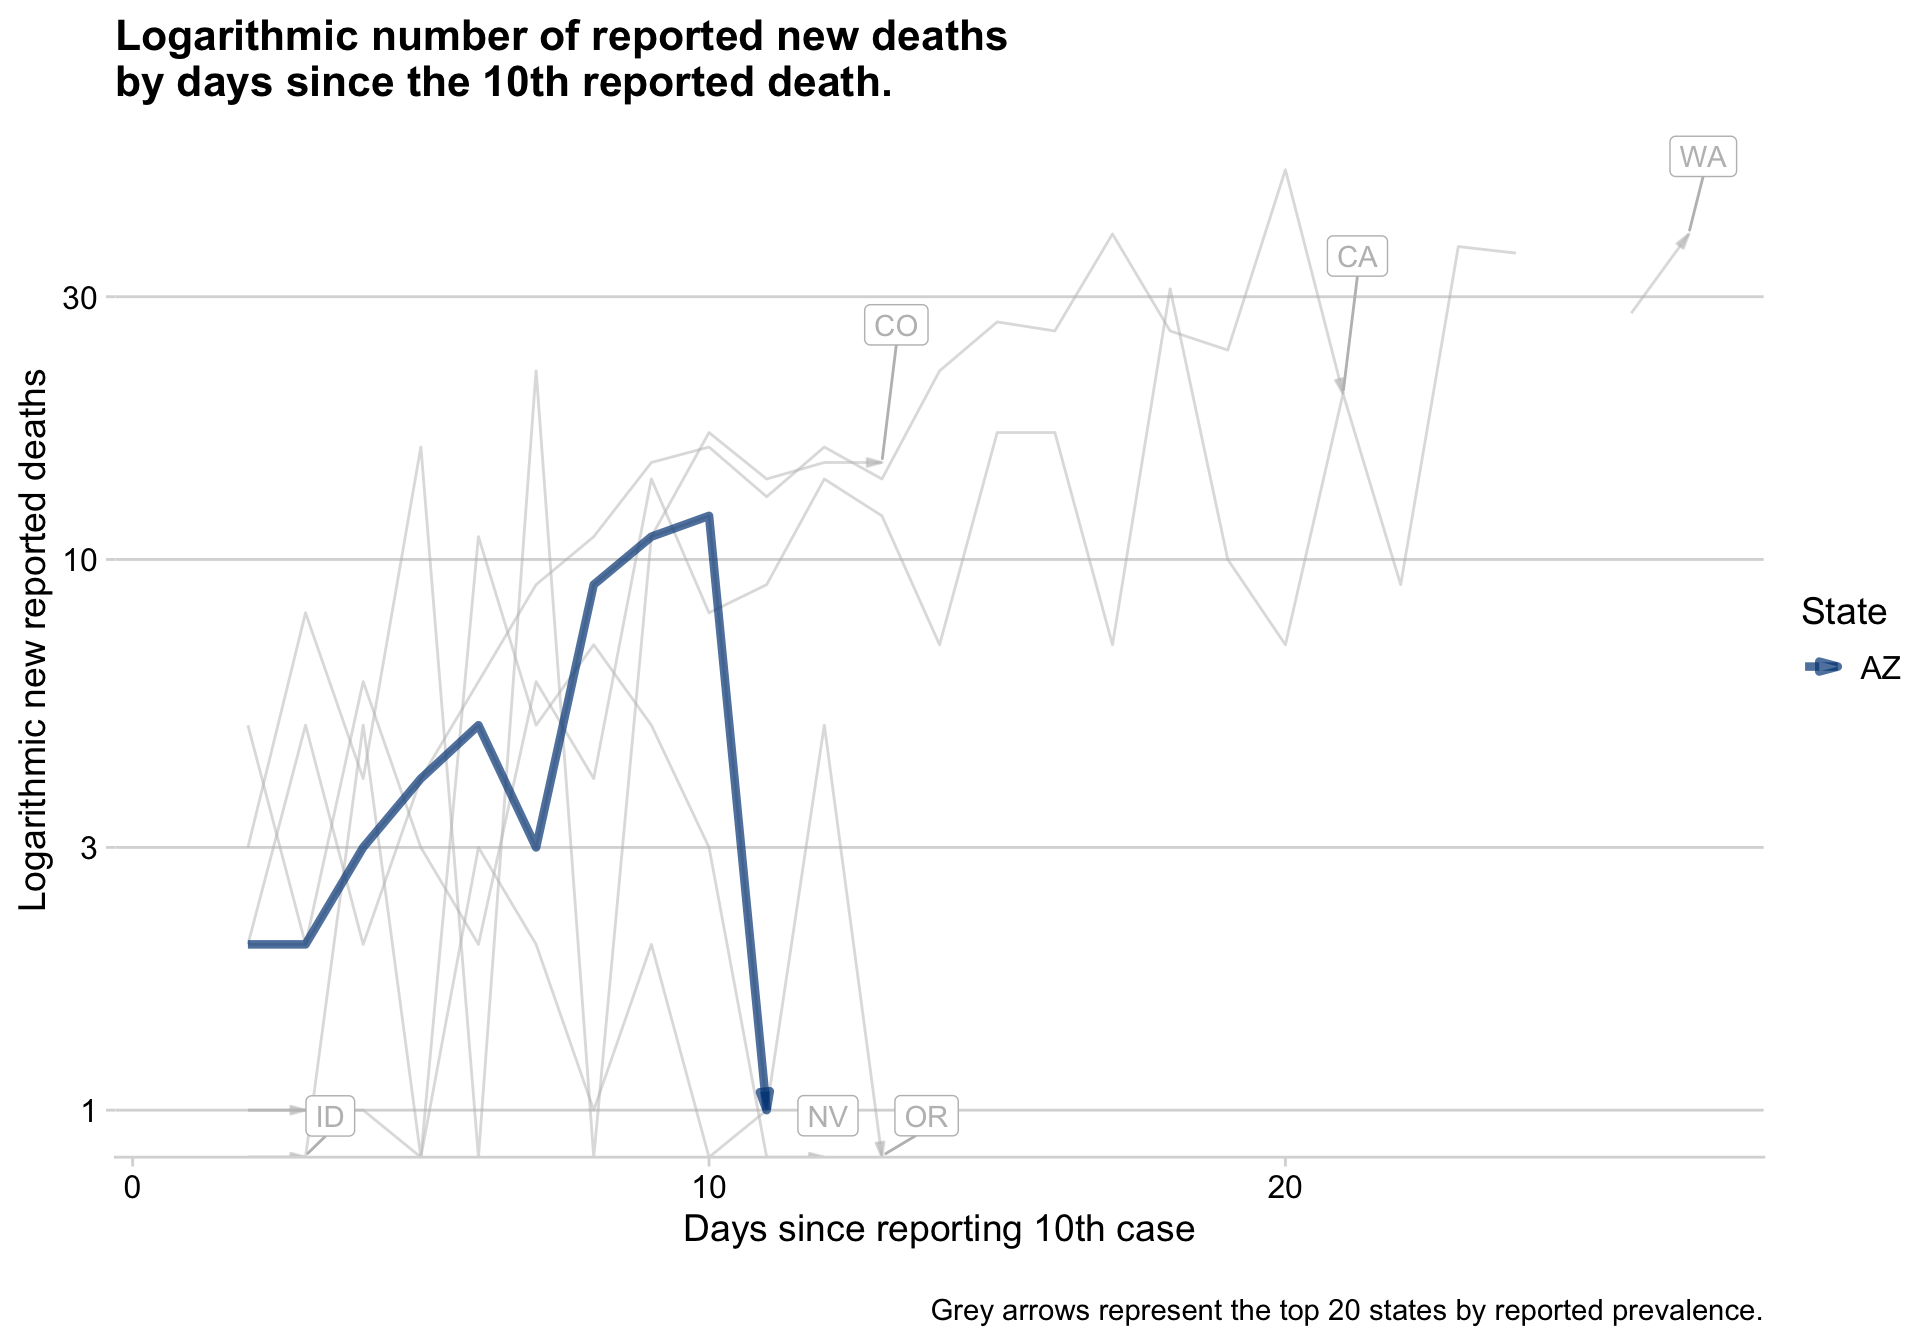 Logarithmic number of reported new deaths
by days since the 10th reported death.
WA
CA
CO
30
10
3
1
Logarithmic new reported deaths
ID
NV
OR
0
10
20
Days since reporting 10th case
State
AZ
Grey arrows represent the top 20 states by reported prevalence.